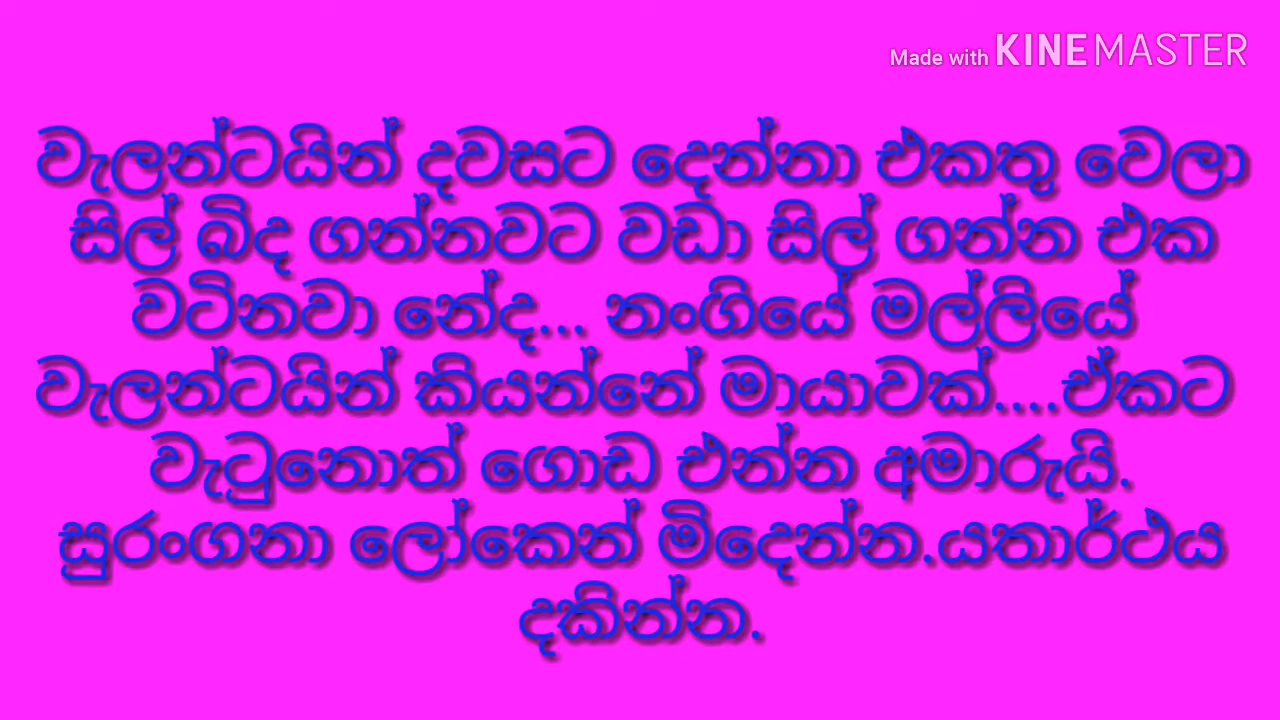 Made with KINEMASTER
වැලන්ටයින් දවසට දෙන්නා එකතු වෙලා
සිල් බිද ගන්නවට වඩා සිල් ගන්න එක
වටිනවා නේද... නංගියේ මල්ලියේ
වැලන්ටයින් කියන්නේ මායාවක්....ඒකට
වැටුනොත් ගොඩ එන්න අමාරුයි.
සුරංගනා ලෝකෙන් මිදෙන්න.යතාර්ථය
දකින්න.